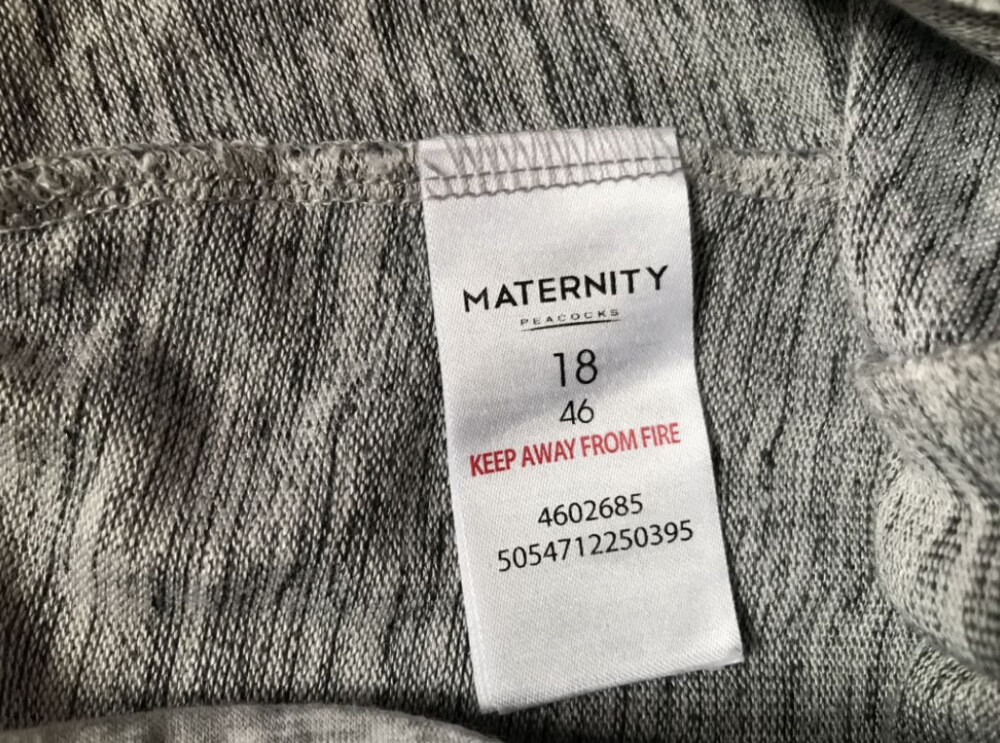 MATERNITY
PEACOCKS
18
46
KEEP AWAY FROM FIRE
4602685
5054712250395